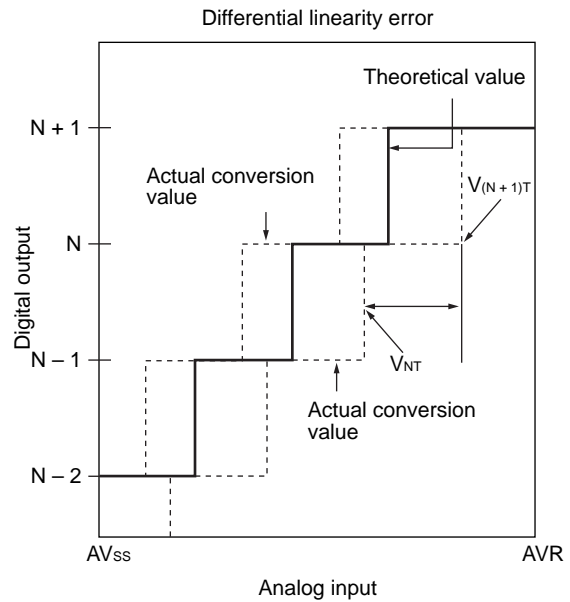 Differential linearity error
Theoretical value
N + 1
Actual conversion
value
V(N + 1)T
N
Digital output
N – 1
VNT
Actual conversion
value
N – 2
AVss
AVR
Analog input